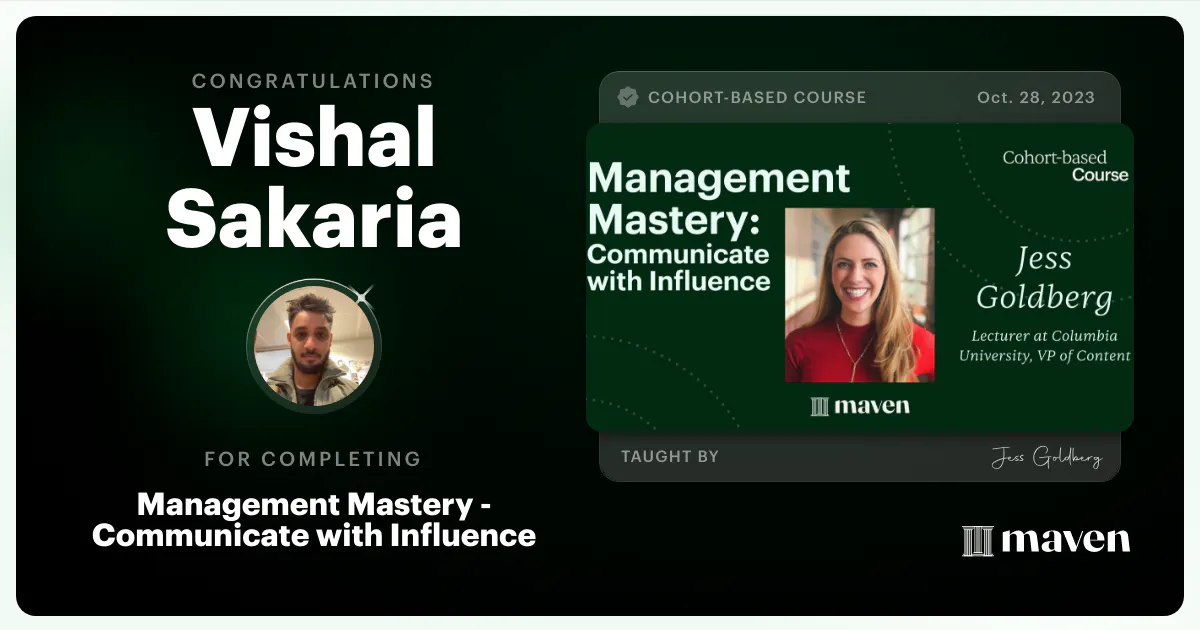 CONGRATULATIONS
Vishal
Sakaria
FOR COMPLETING
Management Mastery -
Communicate with Influence
COHORT-BASED COURSE
Oct. 28, 2023
Management
Mastery:
Communicate
with Influence
Cohort-based
Course
Jess
Goldberg
Lecturer at Columbia
University, VP of Content
maven
TAUGHT BY
Jess Goldberg
maven